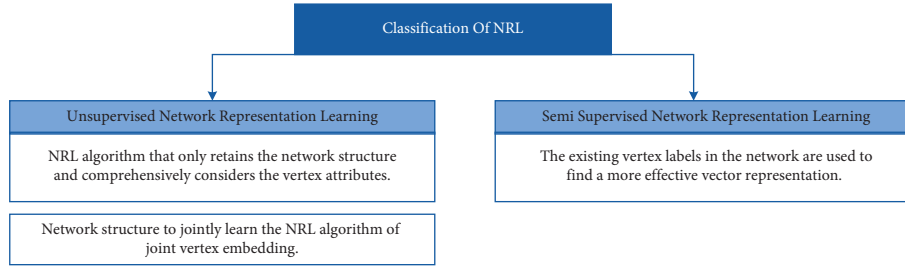 Classification Of NRL
Unsupervised Network Representation Learning
NRL algorithm that only retains the network structure
and comprehensively considers the vertex attributes.
Network structure to jointly learn the NRL algorithm of
joint vertex embedding.
Semi Supervised Network Representation Learning
The existing vertex labels in the network are used to
find a more effective vector representation.